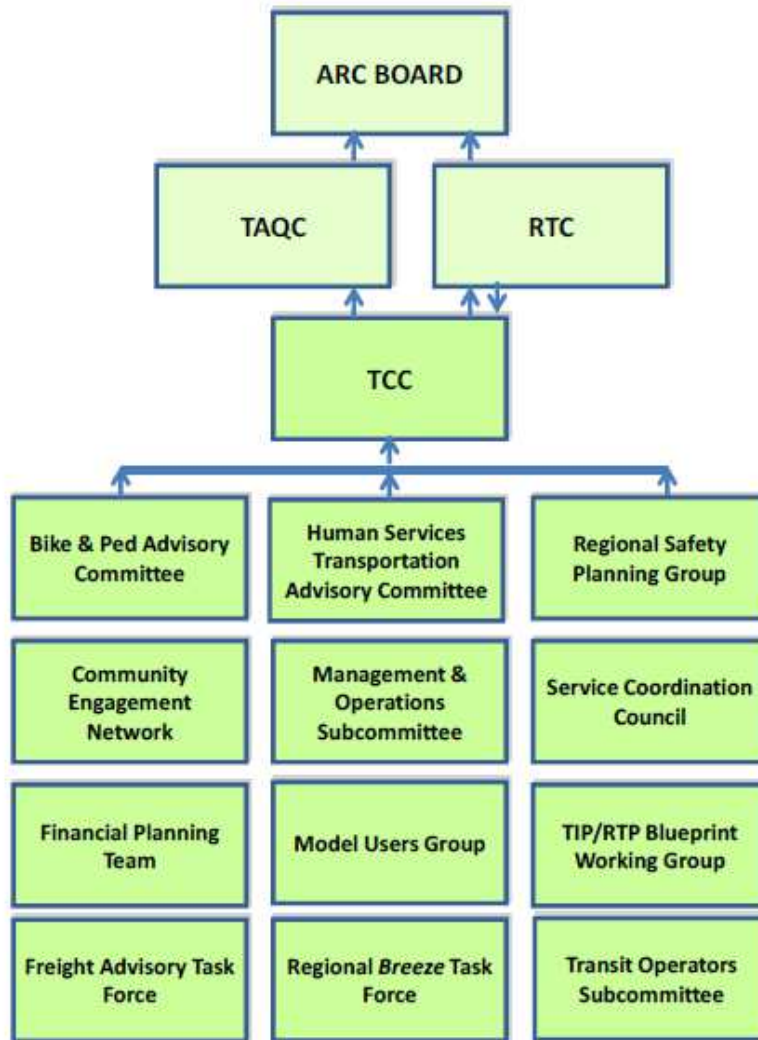 ARC BOARD
TAQC
RTC
TCC
Bike & Ped Advisory
Committee
Human Services
Transportation
Advisory Committee
Regional Safety
Planning Group
Community
Engagement
Network
Management &
Operations
Subcommittee
Service Coordination
Council
Financial Planning
Team
Model Users Group
TIP/RTP Blueprint
Working Group
Freight Advisory Task
Force
Regional Breeze Task
Force
Transit Operators
Subcommittee